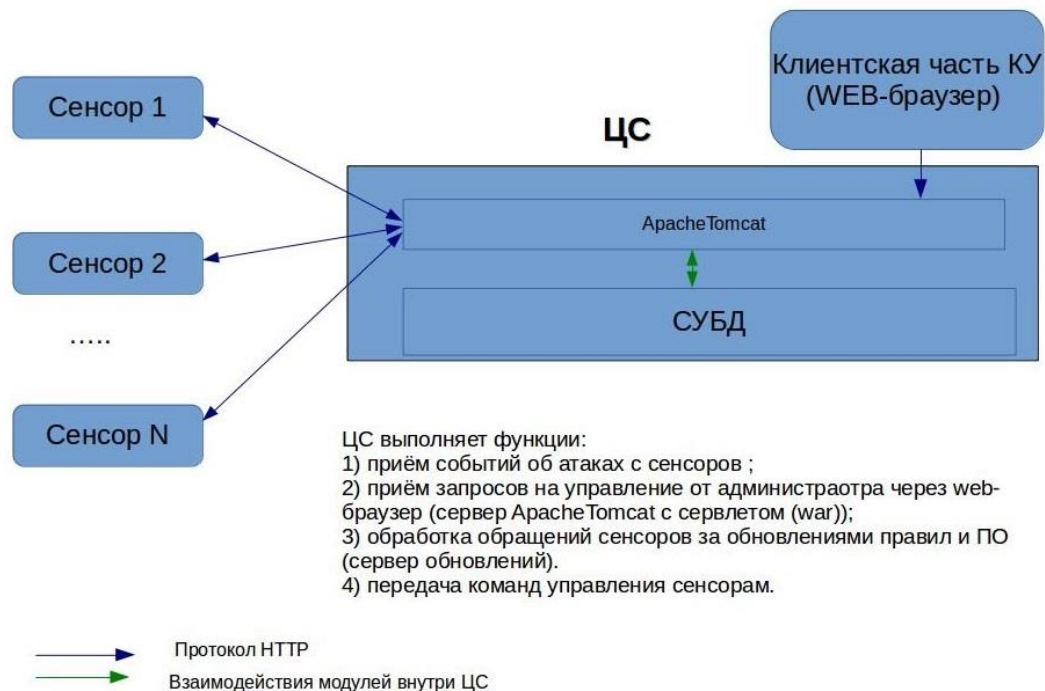 Клиентская часть КУ
(WEB-браузер)
Сенсор 1
ЦС
ApacheTomcat
Сенсор 2
СУБД
.....
Сенсор N
ЦС выполняет функции:
1) приём событий об атаках с сенсоров ;
2) приём запросов на управление от администраотра через web-
браузер (сервер ApacheTomcat с сервлетом (war));
3) обработка обращений сенсоров за обновлениями правил и ПО
(сервер обновлений).
4) передача команд управления сенсорам.
Протокол HTTP
Взаимодействия модулей внутри ЦС